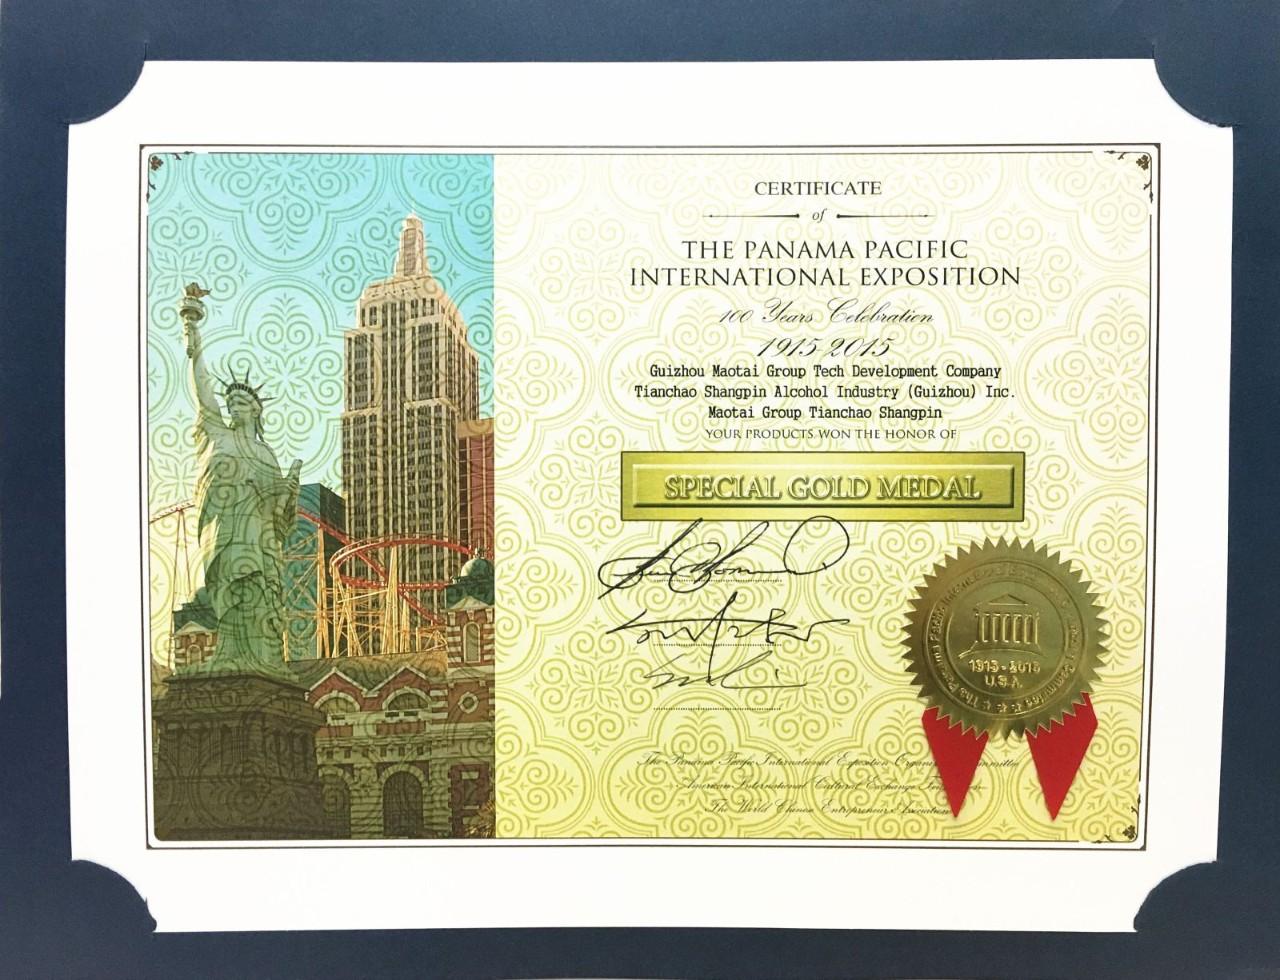 CERTIFICATE
of
THE PANAMA PACIFIC
INTERNATIONAL EXPOSITION
100 Years Celebration
1915-2015
Guizhou Maotai Group Tech Development Company
Tianchao Shangpin Alcohol Industry (Guizhou) Inc.
Maotai Group Tianchao Shangpin
YOUR PRODUCTS WON THE HONOR OF
SPECIAL GOLD MEDAL
1915-2015
U.S.A
The Panama Pacific International Exposition
American International Cultural Exchange
The World Chinese Entrepreneur Association